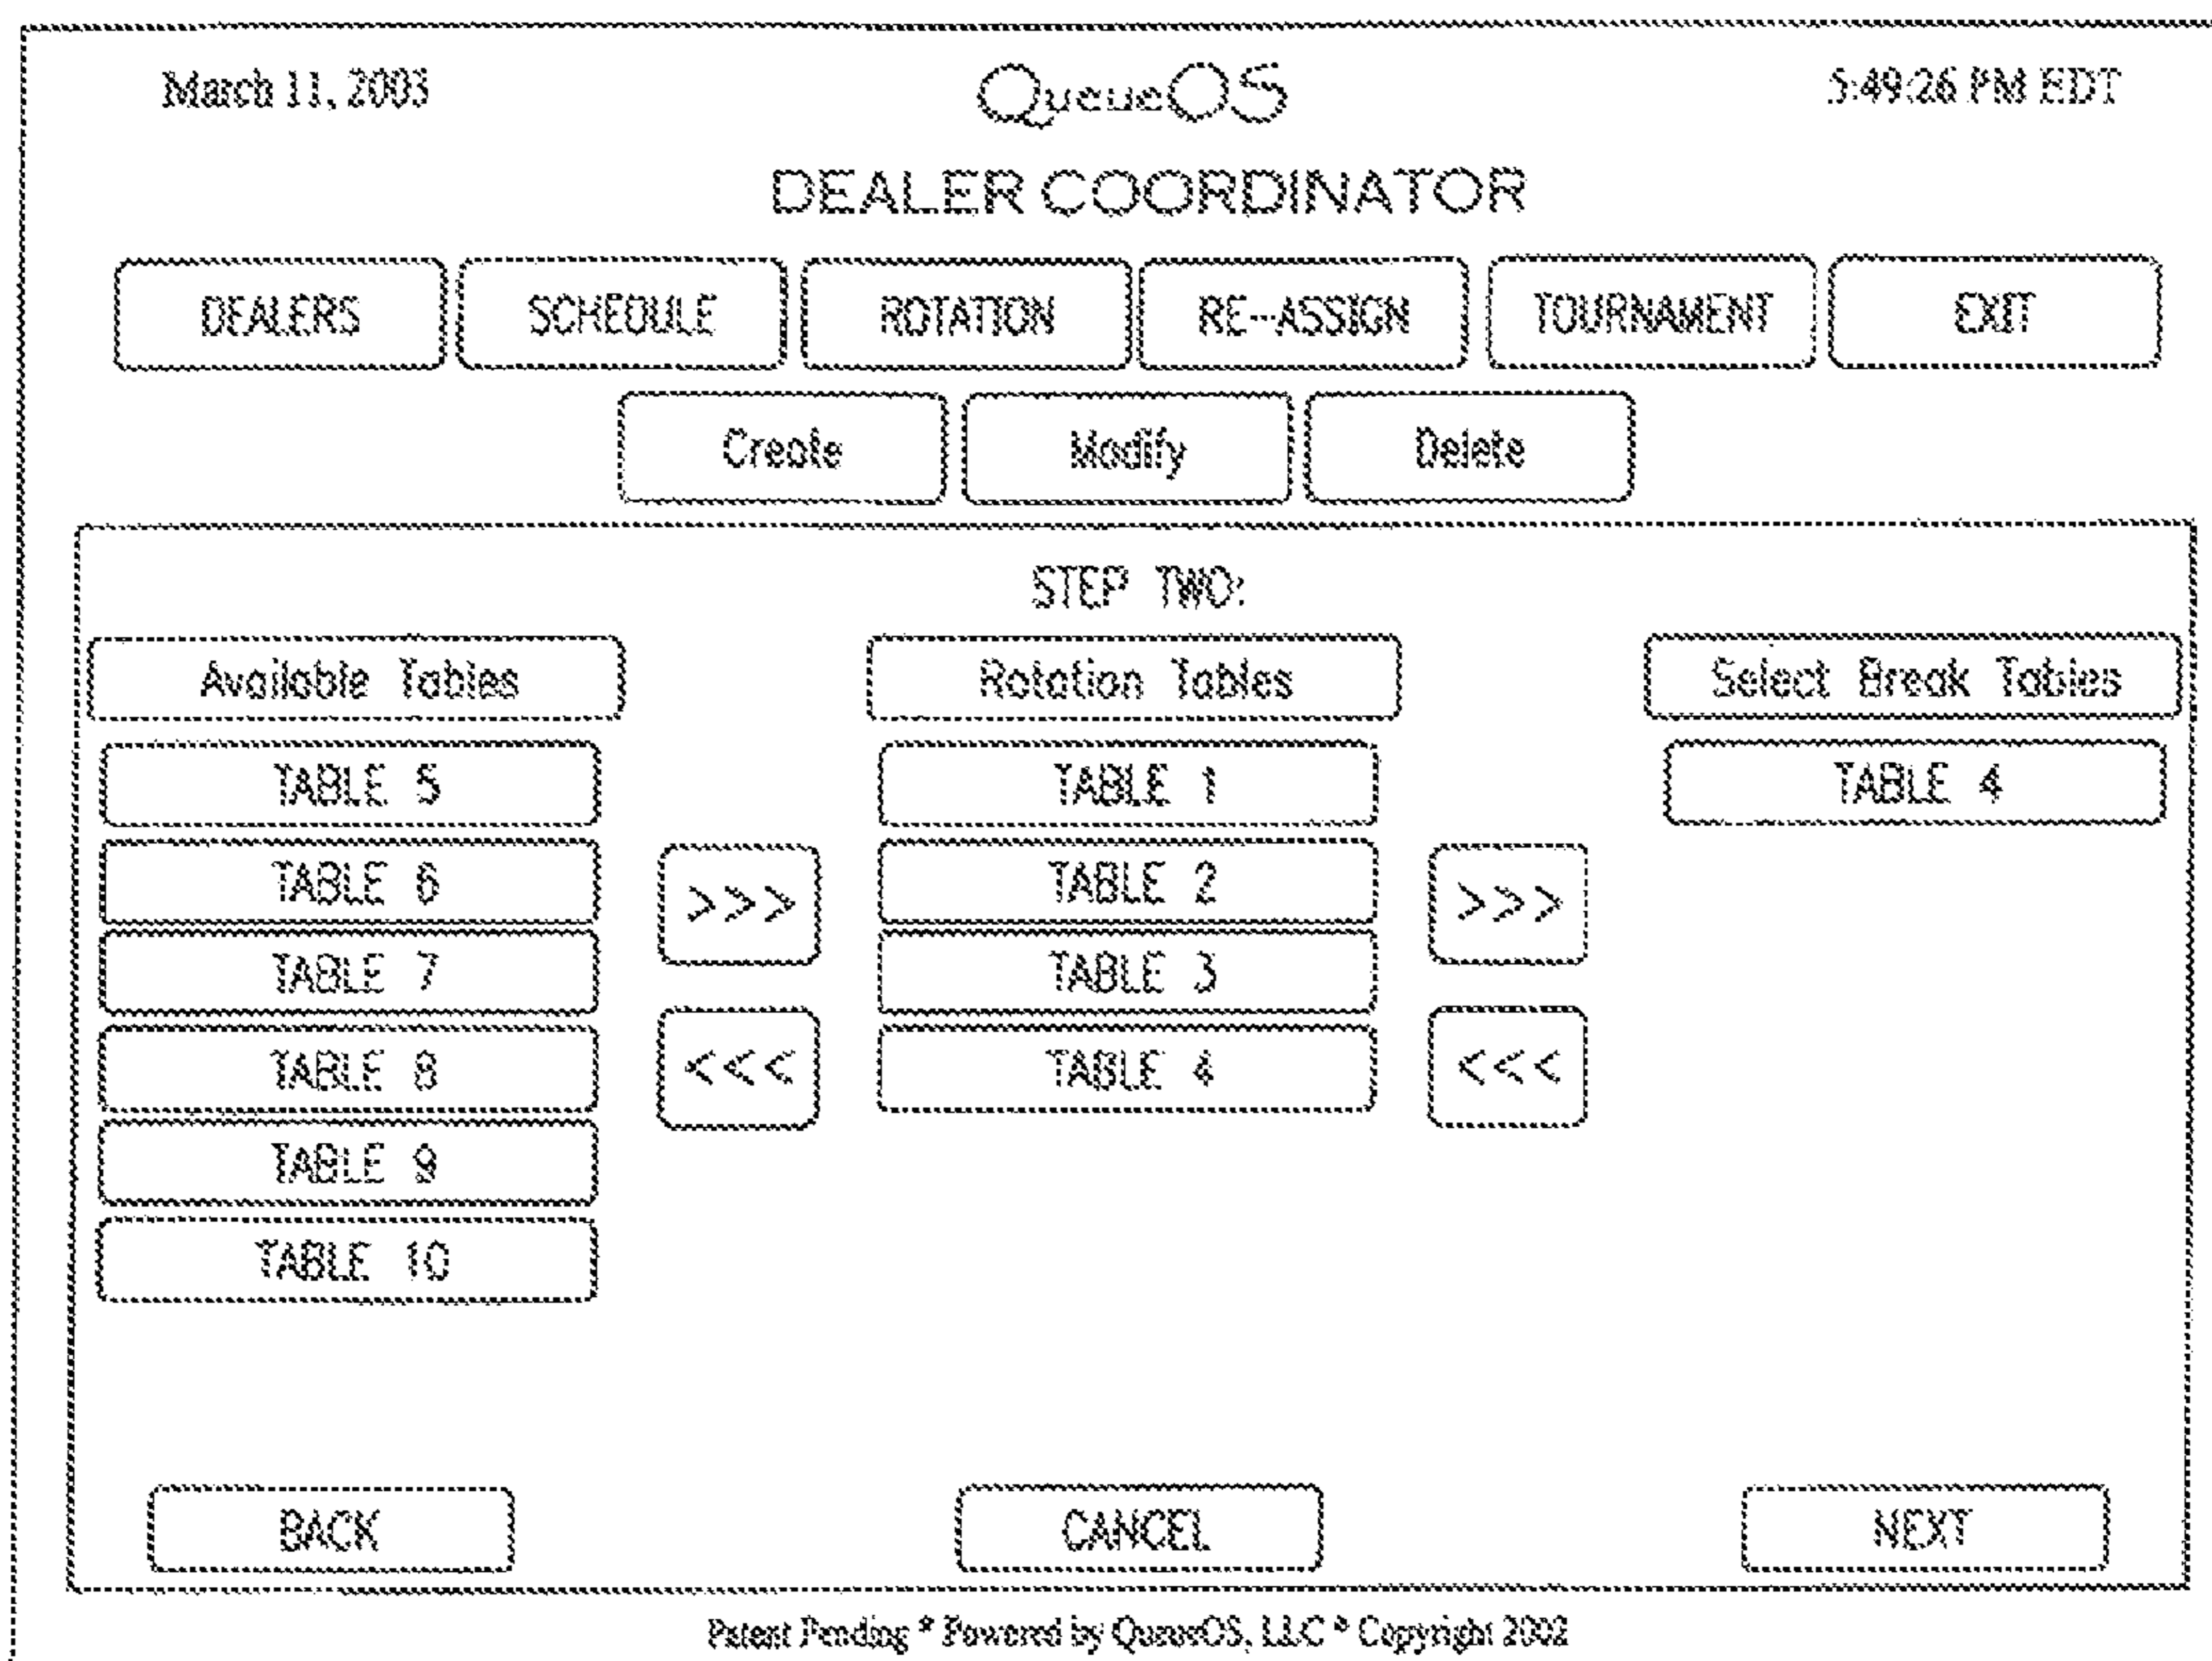 March 11, 2003 QueueOS 5:49:26 PM EDT
DEALER COORDINATOR
DEALERS SCHEDULE ROTATION RE-ASSIGN TOURNAMENT EXIT
Create Modify Delete
STEP TWO:
Available Tables Rotation Tables Select Break Tables
TABLE 5 TABLE 1 TABLE 4
TABLE 6 TABLE 2
>>> >>>
TABLE 7 TABLE 3
TABLE 8 <<< TABLE 4 <<<
TABLE 9
TABLE 10
BACK CANCEL NEXT
Patent Pending * Powered by QueueOS, LLC * Copyright 2002